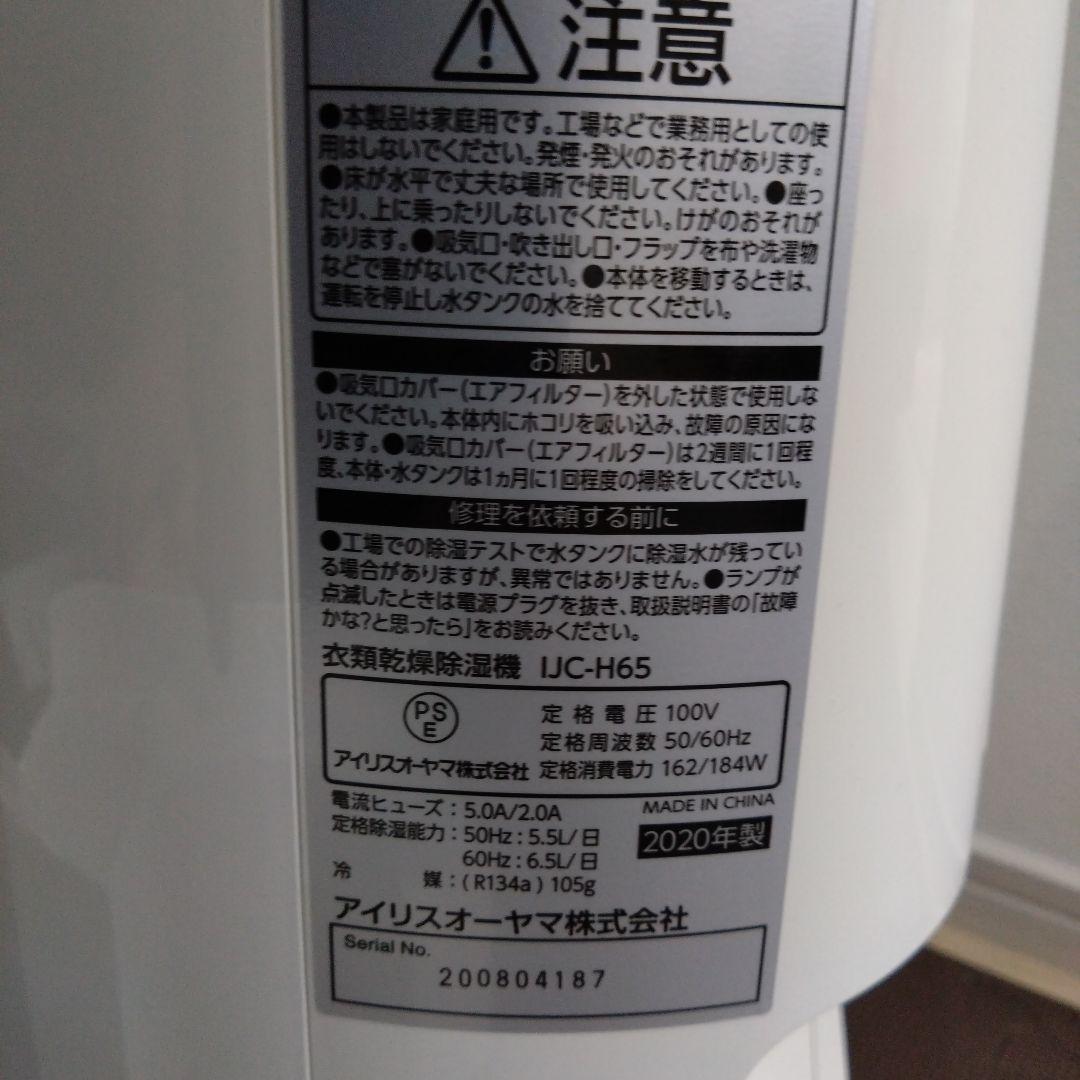 注意
●本製品は家庭用です。工場などで業務用としての使
用はしないでください。発煙・発火のおそれがあります。
●床が水平で丈夫な場所で使用してください。●座っ
たり、上に乗ったりしないでください。けがのおそれが
あります。●吸気口・吹き出し口・フラップを布や洗濯物
などで塞がないでください。●本体を移動するときは、
運転を停止し水タンクの水を捨ててください。
お願い
●吸気口カバー(エアフィルター)を外した状態で使用しな
いでください。本体内にホコリを吸い込み、故障の原因にな
ります。●吸気口カバー(エアフィルター)は2週間に1回程
度、本体・水タンクは1ヵ月に1回程度の掃除をしてください。
修理を依頼する前に
●工場での除湿テストで水タンクに除湿水が残ってい
る場合がありますが、異常ではありません。●ランプが
点滅したときは電源プラグを抜き、取扱説明書の「故障
かな?と思ったら」をお読みください。
衣類乾燥除湿機 IJC-H65
PS
E
定格電圧 100V
定格周波数 50/60Hz
アイリスオーヤマ株式会社 定格消費電力 162/184W
電流ヒューズ:5.0A/2.0A
MADE IN CHINA
定格除湿能力:50Hz:5.5L/日
2020年製
60Hz:6.5L/日
冷媒:(R134a)105g
アイリスオーヤマ株式会社
Serial No.
200804187